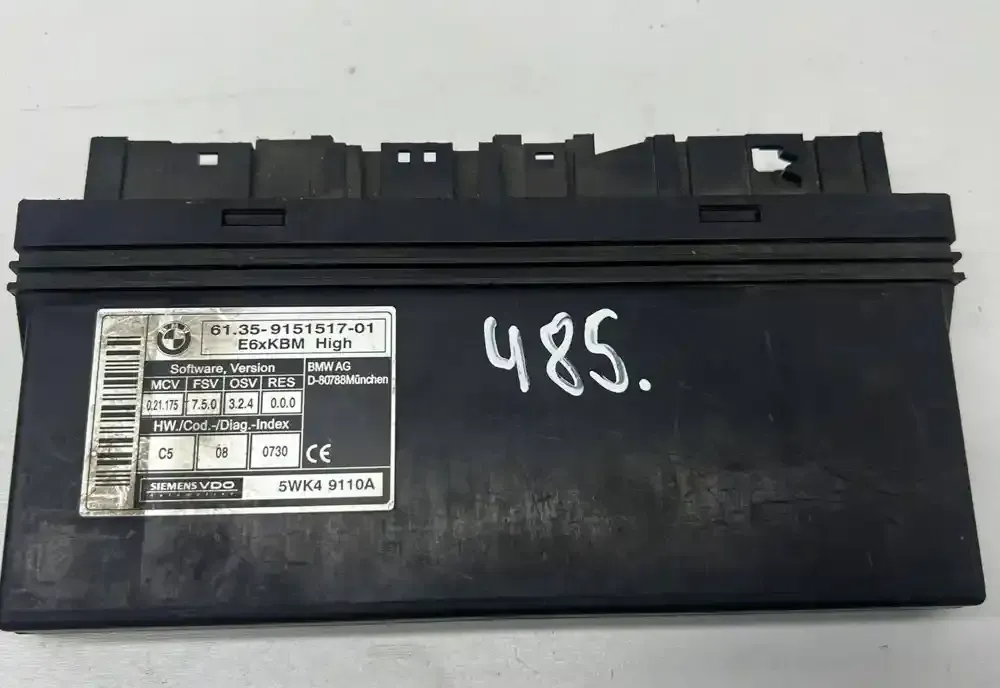 61.35-9151517-01
E6xKBM High
Software, Version
MCV FSV OSV RES
0.21.175 7.5.0 3.2.4 0.0.0
BMW AG
D-80788München
HW./Cod.-/Diag.-Index
C5 08 0730
CE
SIEMENS VDO
Automotive
5WK4 9110A
485.